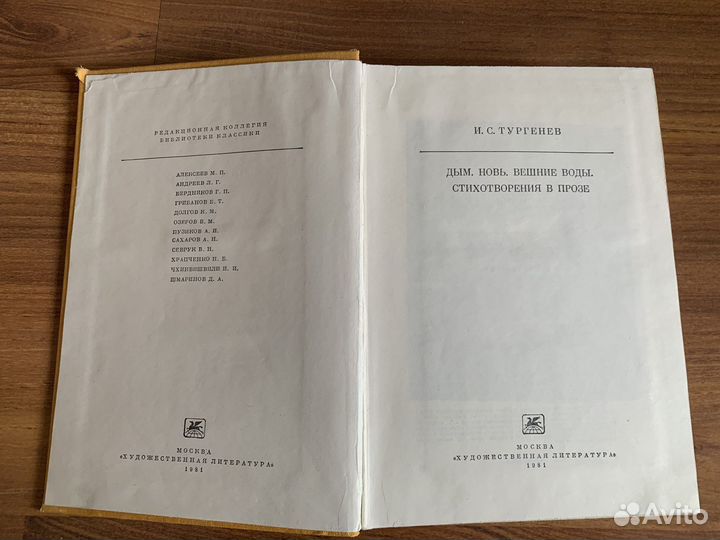 РЕДАКЦИОННАЯ КОЛЛЕГИЯ
БИБЛИОТЕКИ КЛАССИКИ
АЛЕКСЕЕВ М. П.
АНДРЕЕВ Л. Г.
БЕРДНИКОВ Г. П.
ГРИБАНОВ Б. Т.
ДОЛГОВ К. М.
ОЗЕРОВ В. М.
ПУЗИКОВ А. И.
САХАРОВ А. Н.
СЕВРУК В. Н.
ХРАПЧЕНКО М. Б.
ЧХИКВИШВИЛИ И. И.
ШМАРИНОВ Д. А.
МОСКВА
«ХУДОЖЕСТВЕННАЯ ЛИТЕРАТУРА»
1981
И. С. ТУРГЕНЕВ
ДЫМ. НОВЬ. ВЕШНИЕ ВОДЫ.
СТИХОТВОРЕНИЯ В ПРОЗЕ
МОСКВА
«ХУДОЖЕСТВЕННАЯ ЛИТЕРАТУРА»
1981
Avito